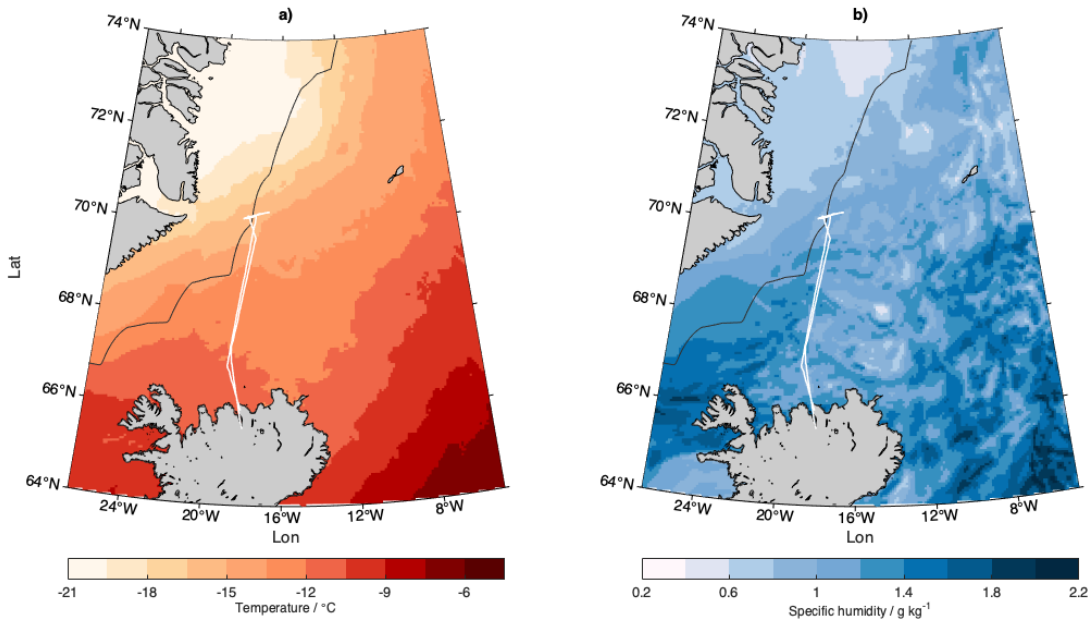 a)
b)
74°N
72°N
70°N
68°N
66°N
64°N
Lat
24°W
20°W
16°W
12°W
8°W
Lon
74°N
72°N
70°N
68°N
66°N
64°N
24°W
20°W
16°W
12°W
8°W
Lon
-21
-18
-15
-12
-9
-6
Temperature / °C
0.2
0.6
1
1.4
1.8
2.2
Specific humidity / g kg⁻¹